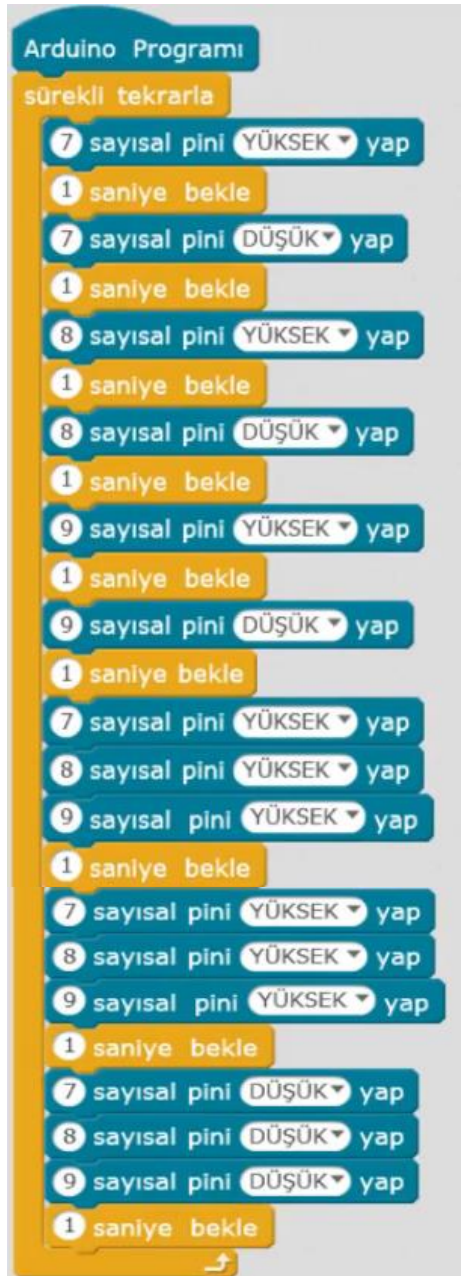 Arduino Programı
sürekli tekrarla
7 sayısal pini YÜKSEK yap
1 saniye bekle
7 sayısal pini DÜŞÜK yap
1 saniye bekle
8 sayısal pini YÜKSEK yap
1 saniye bekle
8 sayısal pini DÜŞÜK yap
1 saniye bekle
9 sayısal pini YÜKSEK yap
1 saniye bekle
9 sayısal pini DÜŞÜK yap
1 saniye bekle
7 sayısal pini YÜKSEK yap
8 sayısal pini YÜKSEK yap
9 sayısal pini YÜKSEK yap
1 saniye bekle
7 sayısal pini YÜKSEK yap
8 sayısal pini YÜKSEK yap
9 sayısal pini YÜKSEK yap
1 saniye bekle
7 sayısal pini DÜŞÜK yap
8 sayısal pini DÜŞÜK yap
9 sayısal pini DÜŞÜK yap
1 saniye bekle